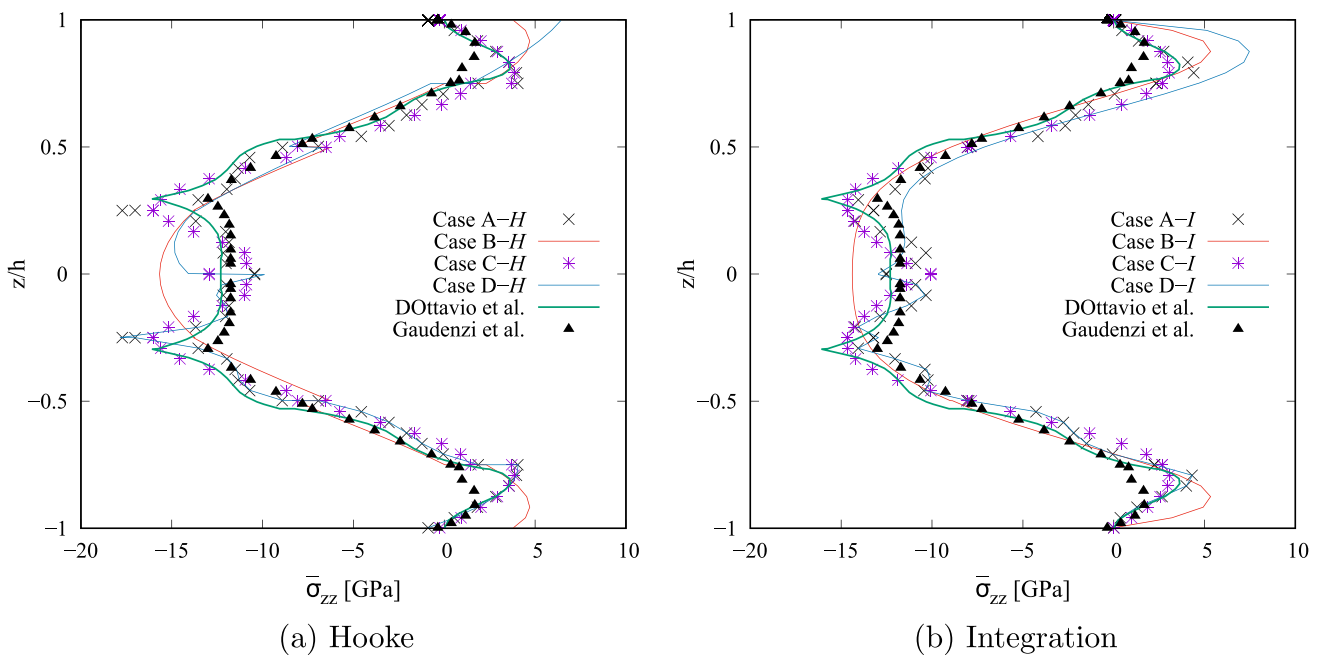 1
0.5
0
−0.5
−1
z/h
−20
−15
−10
−5
0
5
10
σ̅zz [GPa]
Case A−H
Case B−H
Case C−H
Case D−H
DOttavio et al.
Gaudenzi et al.
(a) Hooke
1
0.5
0
−0.5
−1
z/h
−20
−15
−10
−5
0
5
10
σ̅zz [GPa]
Case A−I
Case B−I
Case C−I
Case D−I
DOttavio et al.
Gaudenzi et al.
(b) Integration